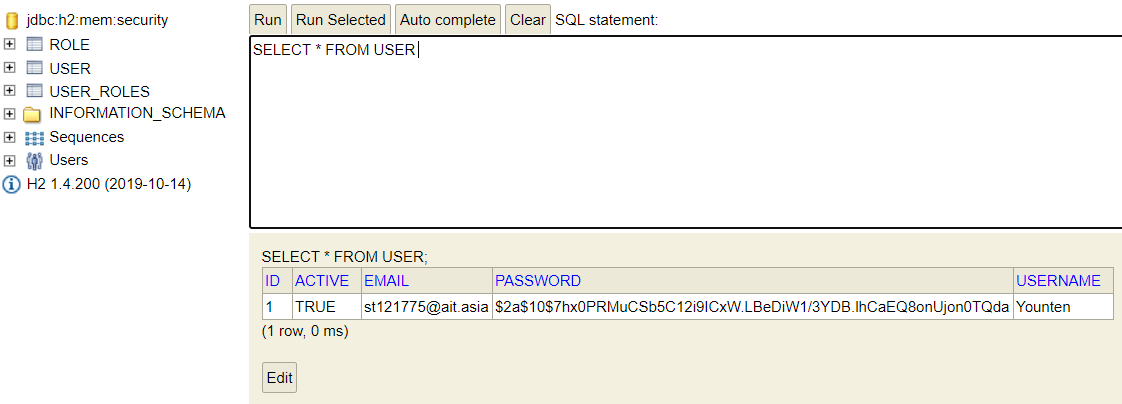 jdbc:h2:mem:security
ROLE
USER
USER_ROLES
INFORMATION_SCHEMA
Sequences
Users
H2 1.4.200 (2019-10-14)
Run Run Selected Auto complete Clear SQL statement:
SELECT * FROM USER
SELECT * FROM USER;
ID ACTIVE EMAIL PASSWORD USERNAME
1 TRUE st121775@ait.asia $2a$10$7hx0PRMuCSb5C12i9ICxW.LBeDiW1/3YDB.IhCaEQ8onUjon0TQda Younten
(1 row, 0 ms)
Edit